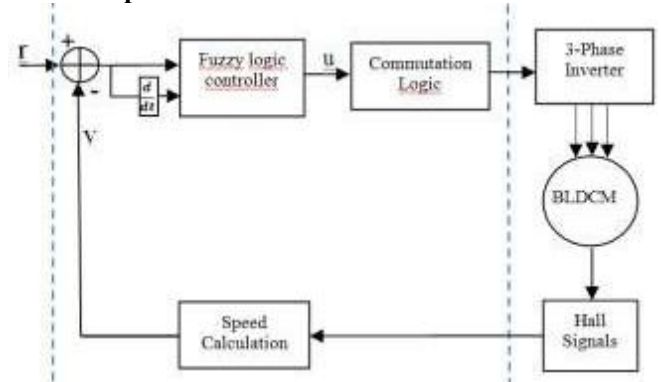 r
+
-
v
d
dt
Fuzzy logic
controller
u
Commutation
Logic
3-Phase
Inverter
BLDCM
Hall
Signals
Speed
Calculation